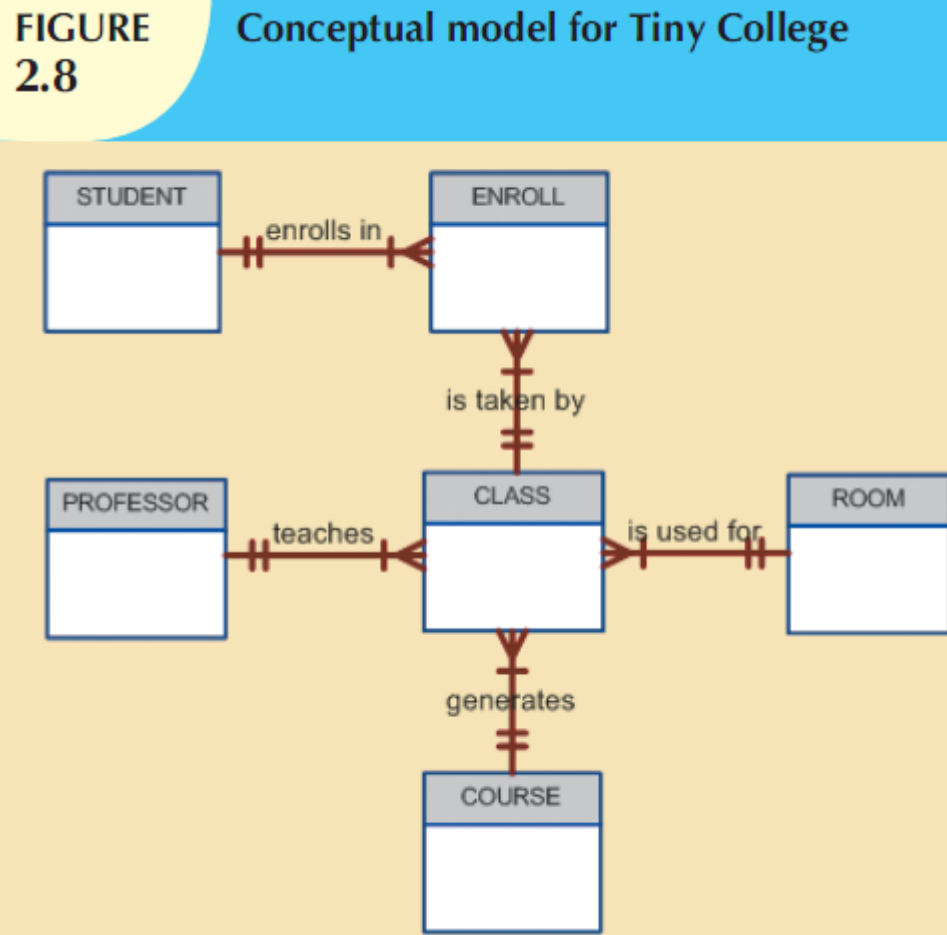 FIGURE
2.8
Conceptual model for Tiny College
STUDENT
enrolls in
ENROLL
is taken by
PROFESSOR
teaches
CLASS
is used for
ROOM
generates
COURSE